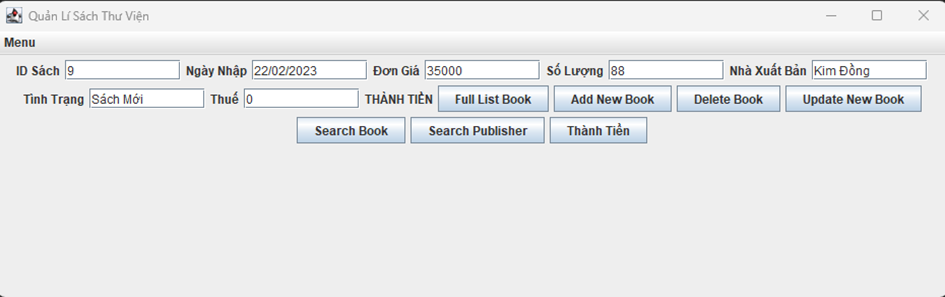 Quản Lí Sách Thư Viện
Menu
ID Sách 9 Ngày Nhập 22/02/2023 Đơn Giá 35000 Số Lượng 88 Nhà Xuất Bản Kim Đồng
Tình Trạng Sách Mới Thuế 0 THÀNH TIỀN Full List Book Add New Book Delete Book Update New Book
Search Book Search Publisher Thành Tiền